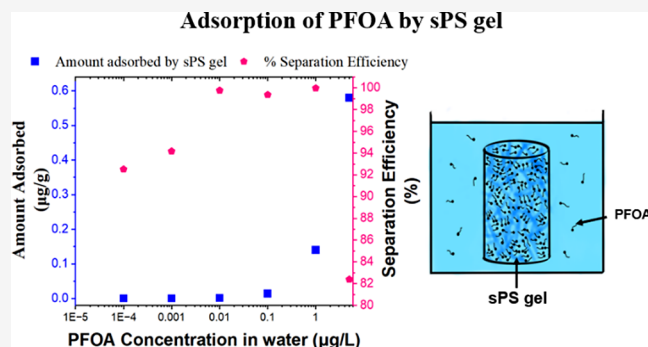 Adsorption of PFOA by sPS gel
Amount adsorbed by sPS gel
% Separation Efficiency
Amount Adsorbed
(μg/g)
0.6
0.5
0.4
0.3
0.2
0.1
0.0
1E-5
1E-4
0.001
0.01
0.1
1
PFOA Concentration in water (μg/L)
100
98
96
94
92
90
88
86
84
82
80
Separation Efficiency
(%)
PFOA
sPS gel